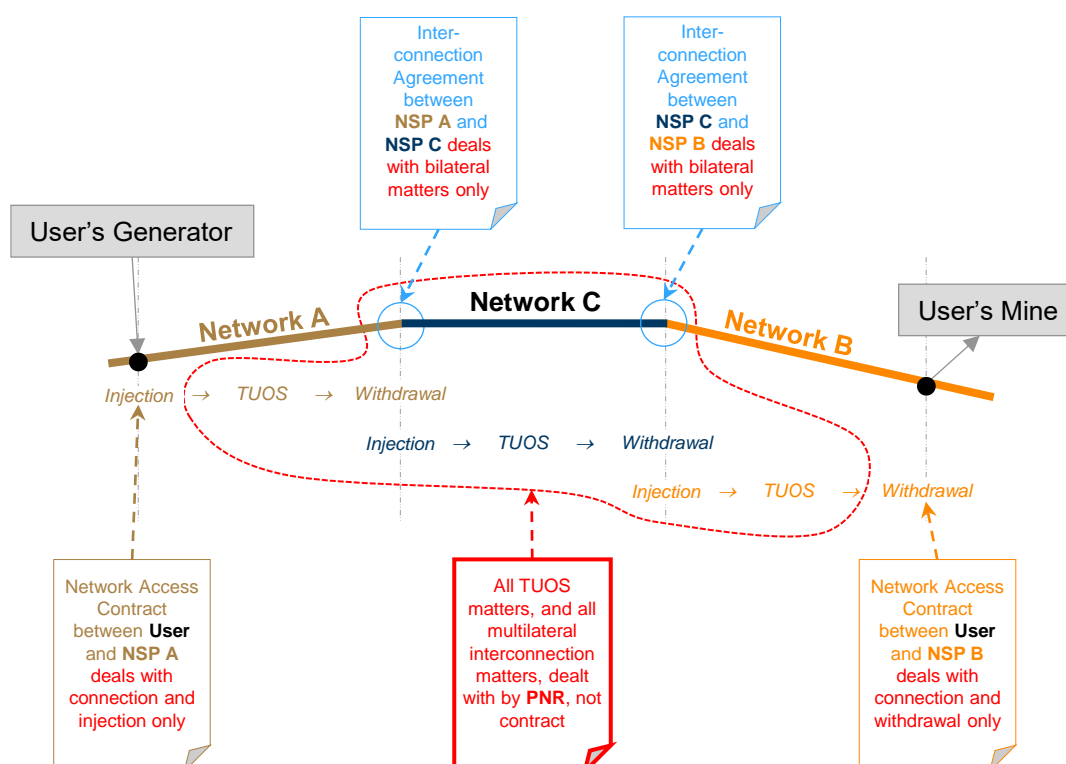 Inter-
connection
Agreement
between
NSP A and
NSP C deals
with bilateral
matters only
Inter-
connection
Agreement
between
NSP C and
NSP B deals
with bilateral
matters only
User's Generator
Network A
Network C
Network B
User's Mine
Injection → TUOS → Withdrawal
Injection → TUOS → Withdrawal
Injection → TUOS → Withdrawal
Network Access
Contract
between User
and NSP A
deals with
connection and
injection only
All TUOS
matters, and all
multilateral
interconnection
matters, dealt
with by PNR, not
contract
Network Access
Contract
between User
and NSP B
deals with
connection and
withdrawal only